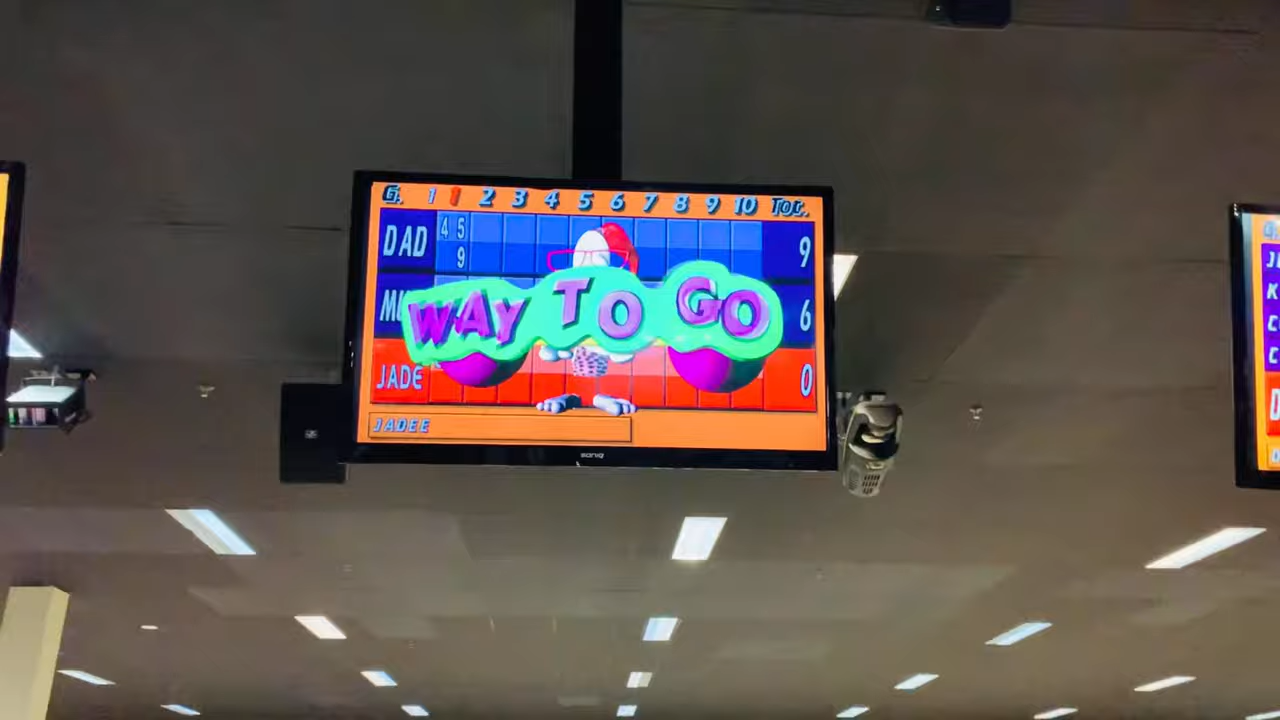 G. 1 1 2 3 4 5 6 7 8 9 10 Tot.
DAD 4 5 9
9
WAY TO GO
6
JADE 0
JADEE
soniq